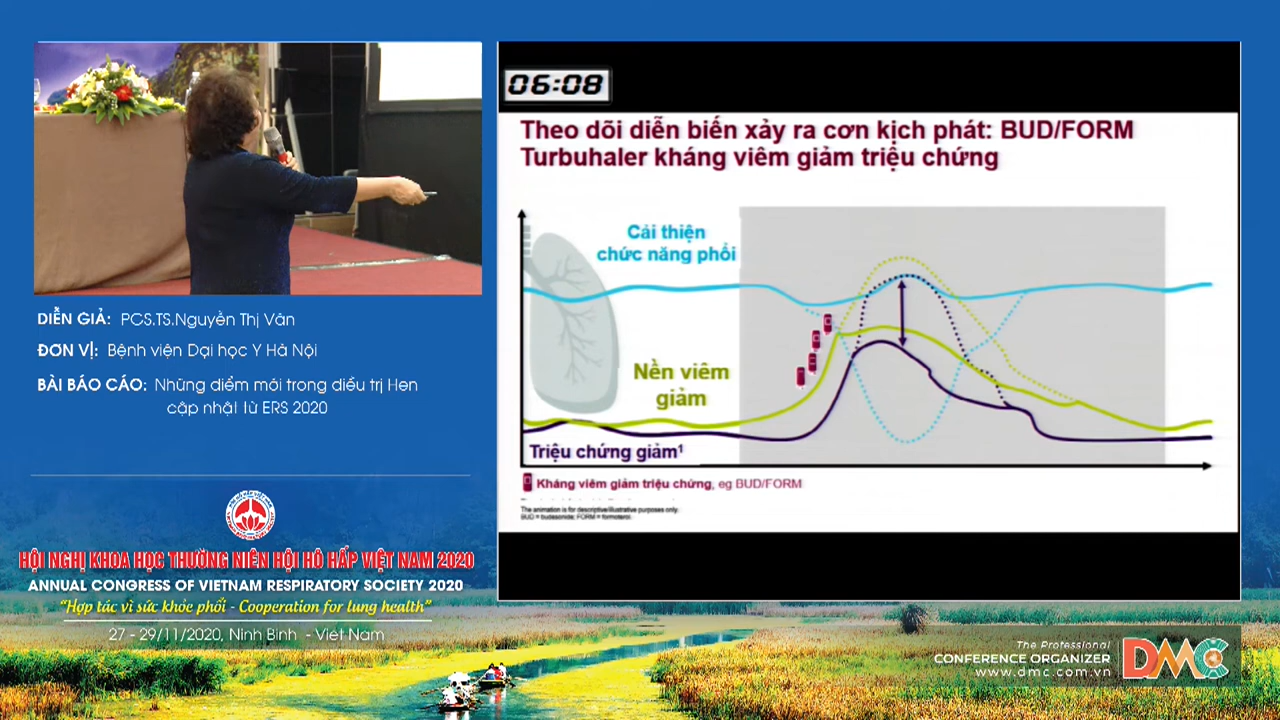 06:08
Theo dõi diễn biến xảy ra cơn kịch phát: BUD/FORM
Turbuhaler kháng viêm giảm triệu chứng
Cải thiện
chức năng phổi
Nền viêm
giảm
Triệu chứng giảm¹
Kháng viêm giảm triệu chứng, eg BUD/FORM
The animation is for descriptive/illustrative purposes only.
BUD = budesonide; FORM = formoterol.
DIỄN GIẢ: PCS.TS.Nguyễn Thị Vân
ĐƠN VỊ: Bệnh viện Đại học Y Hà Nội
BÀI BÁO CÁO: Những điểm mới trong điều trị Hen
cập nhật từ ERS 2020
HỘI NGHỊ KHOA HỌC THƯỜNG NIÊN HỘI HÔ HẤP VIỆT NAM 2020
ANNUAL CONGRESS OF VIETNAM RESPIRATORY SOCIETY 2020
“Hợp tác vì sức khỏe phổi - Cooperation for lung health”
27 - 29/11/2020, Ninh Bình - Việt Nam
The Professional
CONFERENCE ORGANIZER
www.dmc.com.vn
DMC